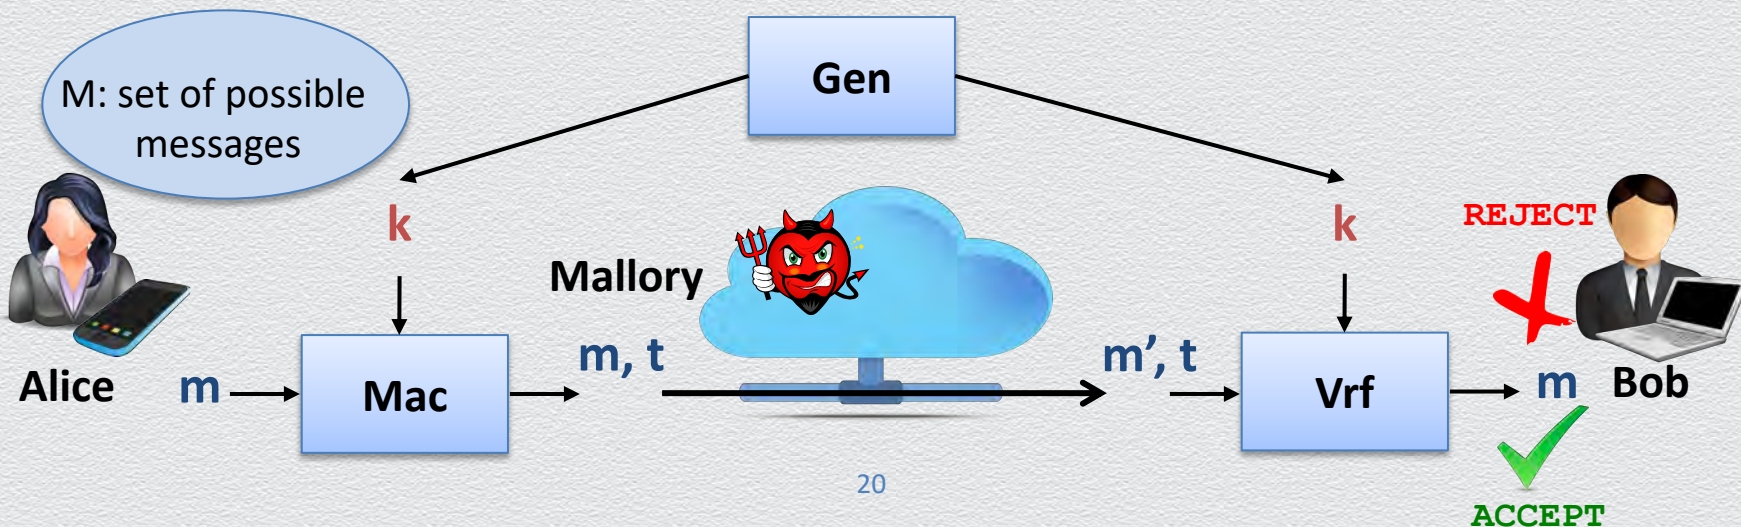 M: set of possible
messages
Gen
k
k
REJECT
Mallory
Alice
m
Mac
m, t
m’, t
Vrf
m
Bob
20
ACCEPT